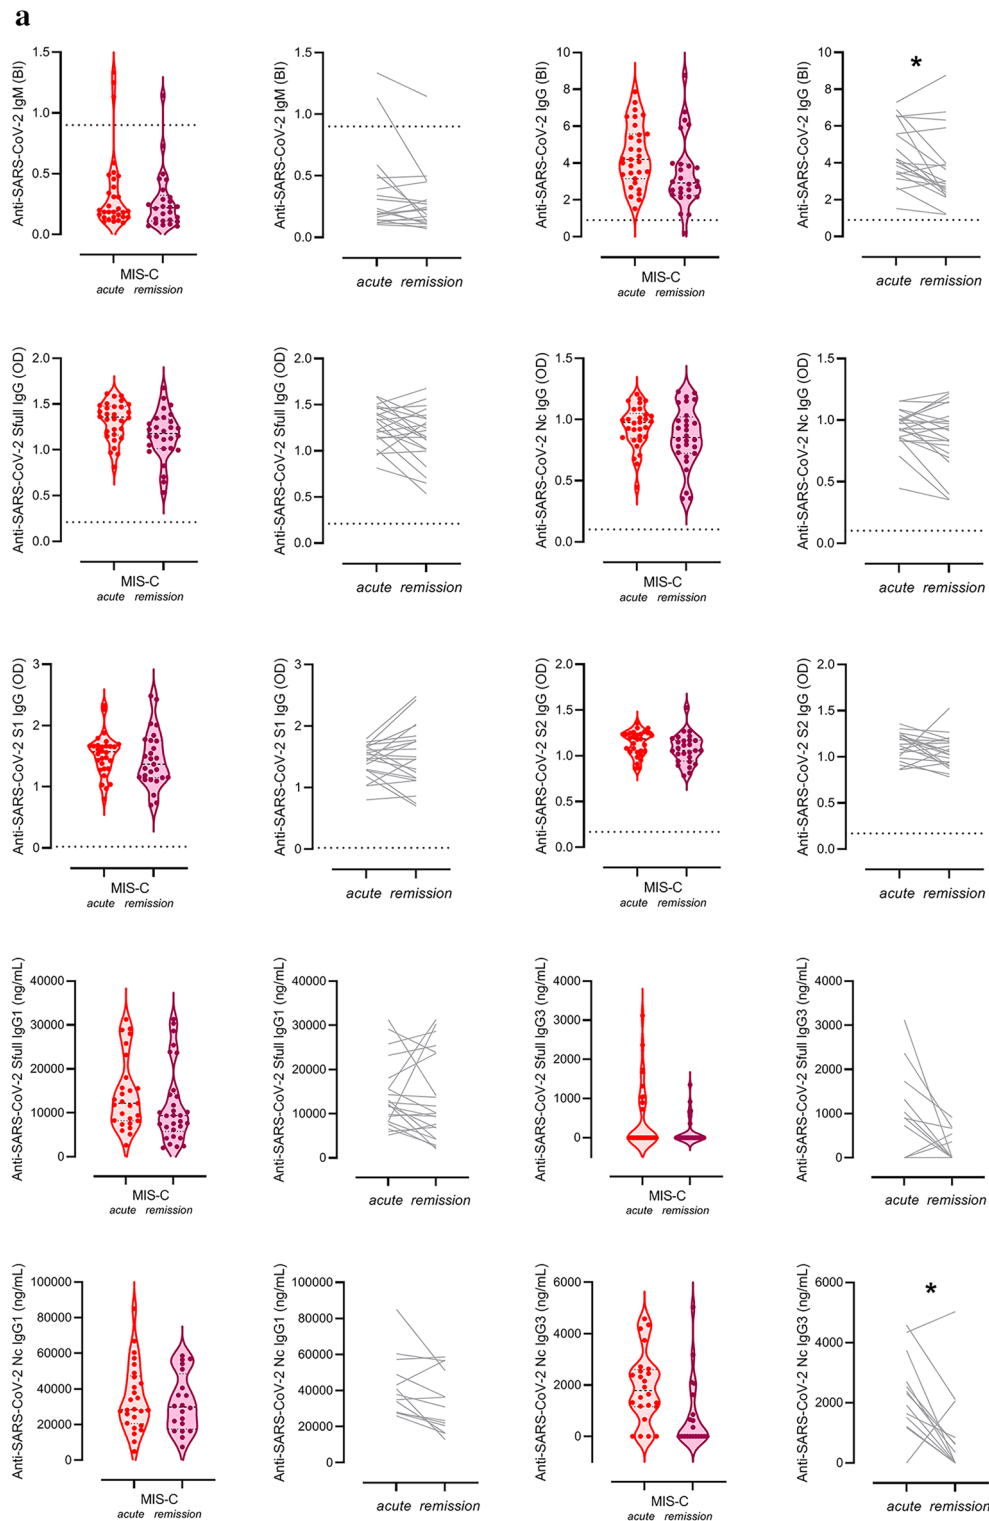 a
Anti-SARS-CoV-2 IgM (BI)
1.5
1.0
0.5
0.0
MIS-C
acute remission
Anti-SARS-CoV-2 IgM (BI)
1.5
1.0
0.5
0.0
acute remission
Anti-SARS-CoV-2 IgG (BI)
10
8
6
4
2
0
MIS-C
acute remission
Anti-SARS-CoV-2 IgG (BI)
10
8
6
4
2
0
*
acute remission
Anti-SARS-CoV-2 Sfull IgG (OD)
2.0
1.5
1.0
0.5
0.0
MIS-C
acute remission
Anti-SARS-CoV-2 Sfull IgG (OD)
2.0
1.5
1.0
0.5
0.0
acute remission
Anti-SARS-CoV-2 Nc IgG (OD)
1.5
1.0
0.5
0.0
MIS-C
acute remission
Anti-SARS-CoV-2 Nc IgG (OD)
1.5
1.0
0.5
0.0
acute remission
Anti-SARS-CoV-2 S1 IgG (OD)
3
2
1
0
MIS-C
acute remission
Anti-SARS-CoV-2 S1 IgG (OD)
3
2
1
0
acute remission
Anti-SARS-CoV-2 S2 IgG (OD)
2.0
1.5
1.0
0.5
0.0
MIS-C
acute remission
Anti-SARS-CoV-2 S2 IgG (OD)
2.0
1.5
1.0
0.5
0.0
acute remission
Anti-SARS-CoV-2 Sfull IgG1 (ng/mL)
40000
30000
20000
10000
0
MIS-C
acute remission
Anti-SARS-CoV-2 Sfull IgG1 (ng/mL)
40000
30000
20000
10000
0
acute remission
Anti-SARS-CoV-2 Sfull IgG3 (ng/mL)
4000
3000
2000
1000
0
MIS-C
acute remission
Anti-SARS-CoV-2 Sfull IgG3 (ng/mL)
4000
3000
2000
1000
0
acute remission
Anti-SARS-CoV-2 Nc IgG1 (ng/mL)
100000
80000
60000
40000
20000
0
MIS-C
acute remission
Anti-SARS-CoV-2 Nc IgG1 (ng/mL)
100000
80000
60000
40000
20000
0
acute remission
Anti-SARS-CoV-2 Nc IgG3 (ng/mL)
6000
4000
2000
0
MIS-C
acute remission
Anti-SARS-CoV-2 Nc IgG3 (ng/mL)
6000
4000
2000
0
*
acute remission